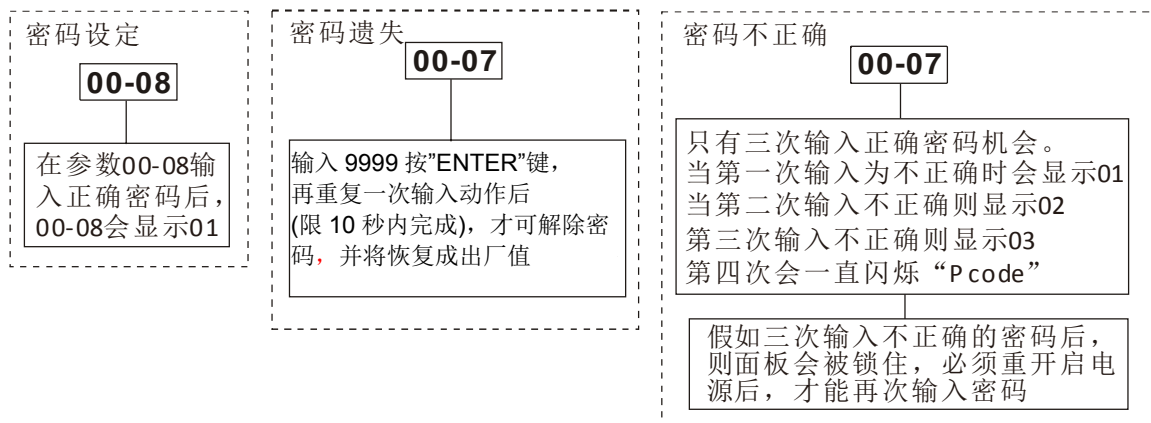 密码设定
00-08
在参数00-08输
入正确密码后，
00-08会显示01
密码遗失
00-07
输入 9999 按”ENTER”键，
再重复一次输入动作后
(限 10 秒内完成)，才可解除密
码，并将恢复成出厂值
密码不正确
00-07
只有三次输入正确密码机会。
当第一次输入为不正确时会显示01
当第二次输入不正确则显示02
第三次输入不正确则显示03
第四次会一直闪烁“Pcode”
假如三次输入不正确的密码后，
则面板会被锁住，必须重开启电
源后，才能再次输入密码